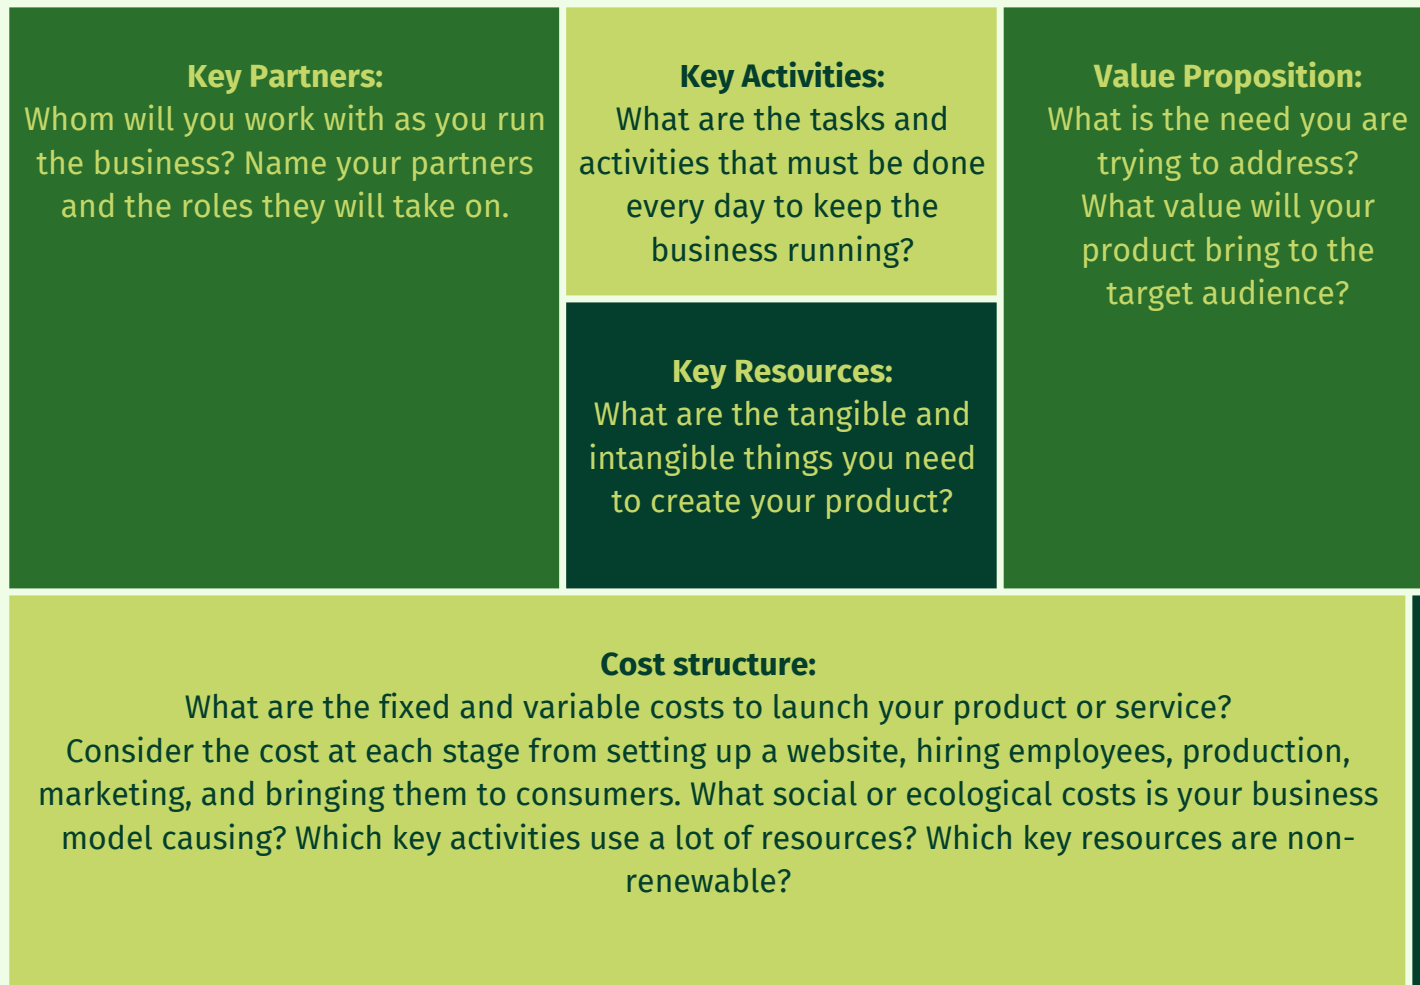 Key Partners:
Whom will you work with as you run
the business? Name your partners
and the roles they will take on.
Key Activities:
What are the tasks and
activities that must be done
every day to keep the
business running?
Key Resources:
What are the tangible and
intangible things you need
to create your product?
Value Proposition:
What is the need you are
trying to address?
What value will your
product bring to the
target audience?
Cost structure:
What are the fixed and variable costs to launch your product or service?
Consider the cost at each stage from setting up a website, hiring employees, production,
marketing, and bringing them to consumers. What social or ecological costs is your business
model causing? Which key activities use a lot of resources? Which key resources are non-
renewable?